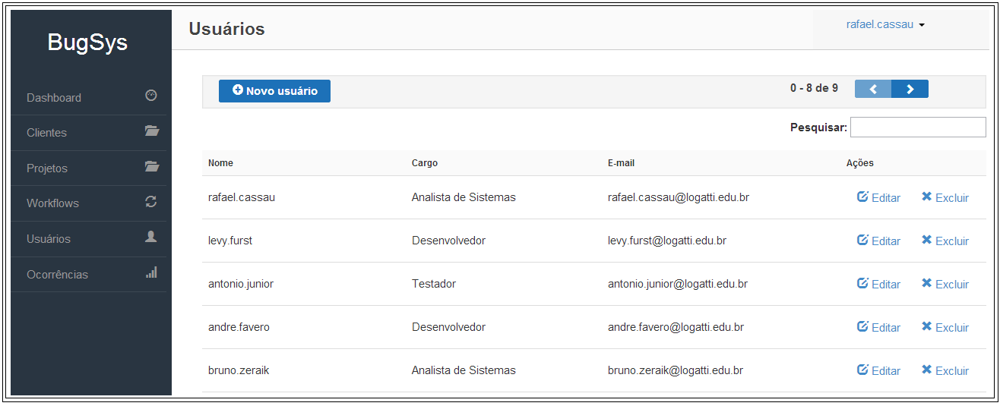 BugSys
Dashboard
Clientes
Projetos
Workflows
Usuários
Ocorrências
Usuários
rafael.cassau
Novo usuário
0 - 8 de 9
Pesquisar:
Nome Cargo E-mail Ações
rafael.cassau Analista de Sistemas rafael.cassau@logatti.edu.br Editar Excluir
levy.furst Desenvolvedor levy.furst@logatti.edu.br Editar Excluir
antonio.junior Testador antonio.junior@logatti.edu.br Editar Excluir
andre.favero Desenvolvedor andre.favero@logatti.edu.br Editar Excluir
bruno.zeraik Analista de Sistemas bruno.zeraik@logatti.edu.br Editar Excluir